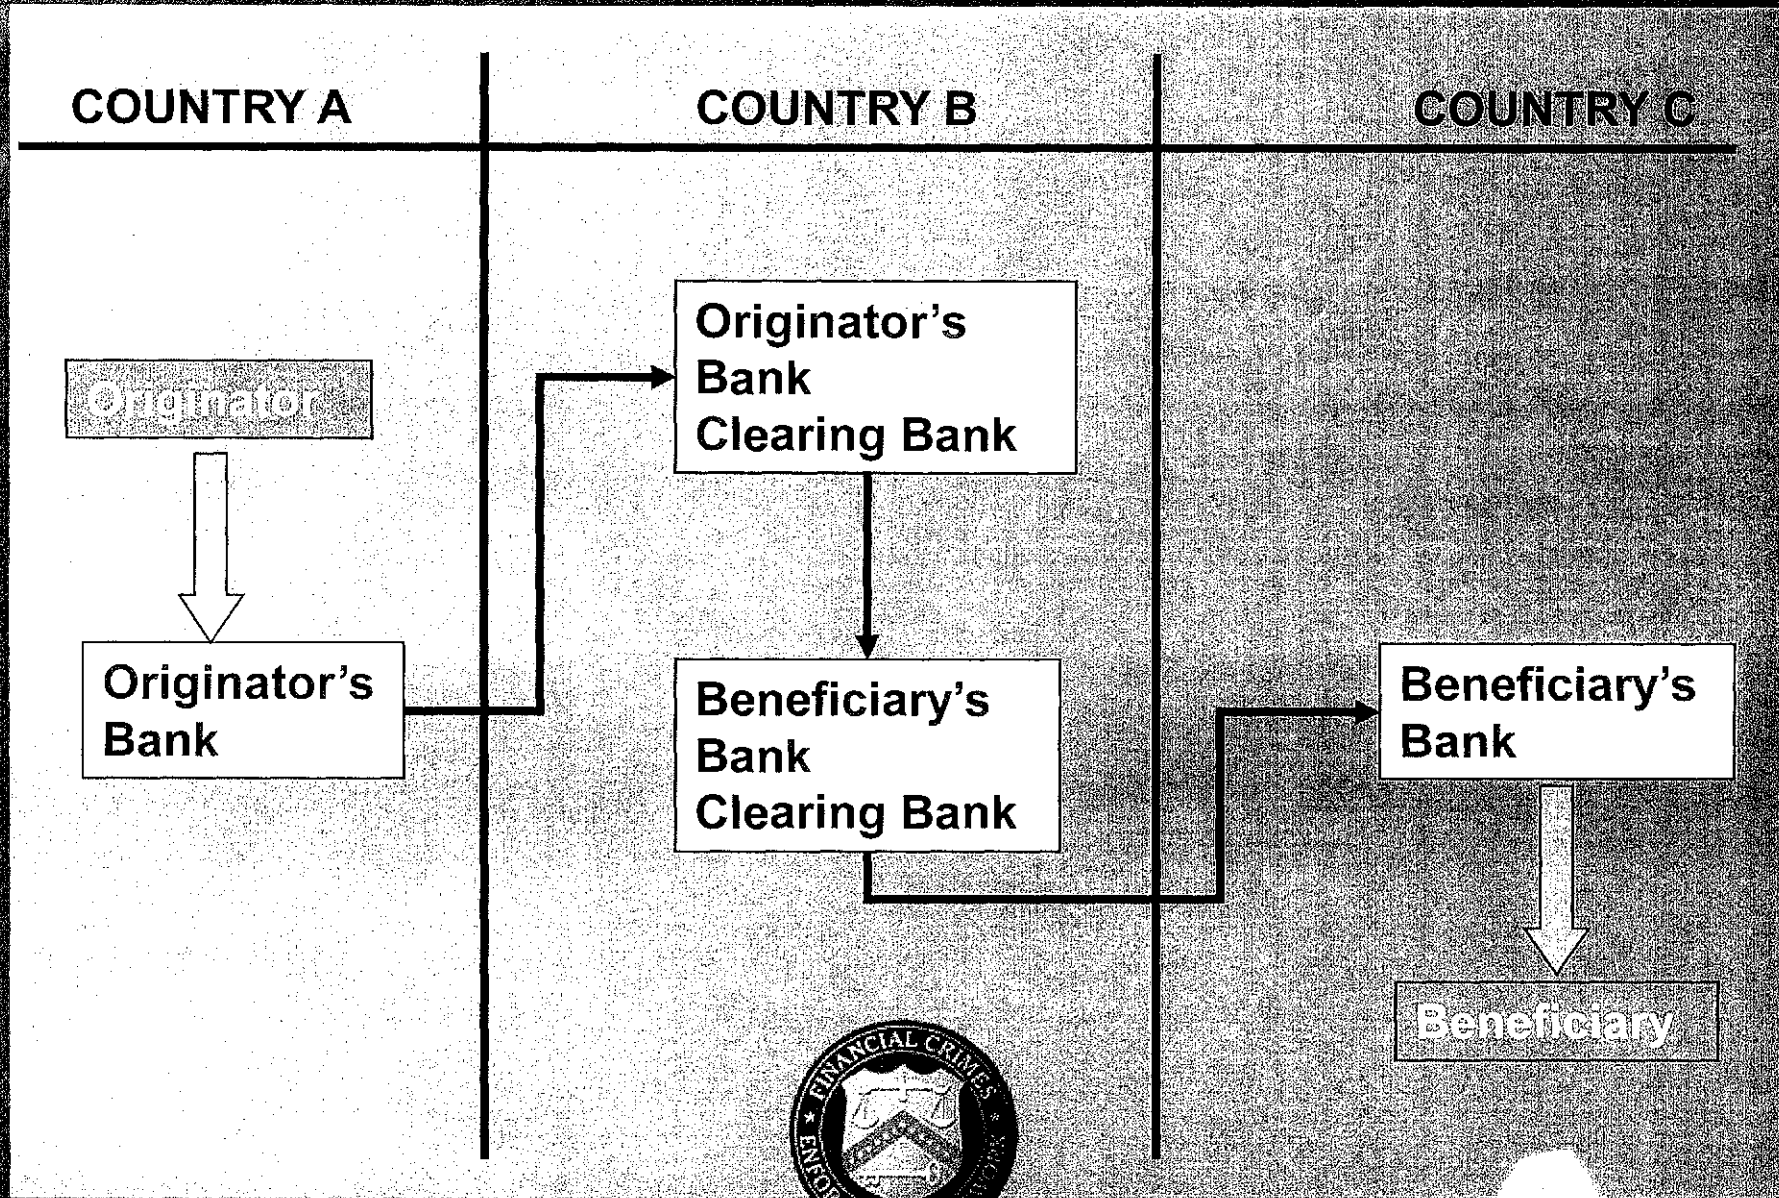 COUNTRY A
COUNTRY B
COUNTRY C
Originator
Originator's
Bank
Originator's
Bank
Clearing Bank
Beneficiary's
Bank
Clearing Bank
Beneficiary's
Bank
Beneficiary
FINANCIAL CRIMES